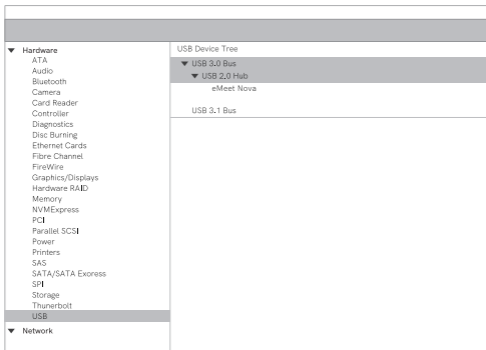 Hardware
ATA
Audio
Bluetooth
Camera
Card Reader
Controller
Diagnostics
Disc Burning
Ethernet Cards
Fibre Channel
FireWire
Graphics/Displays
Hardware RAID
Memory
NVMExpress
PCI
Parallel SCSI
Power
Printers
SAS
SATA/SATA Exoress
SPI
Storage
Thunerbolt
USB
Network
USB Device Tree
USB 3.0 Bus
USB 2.0 Hub
eMeet Nova
USB 3.1 Bus